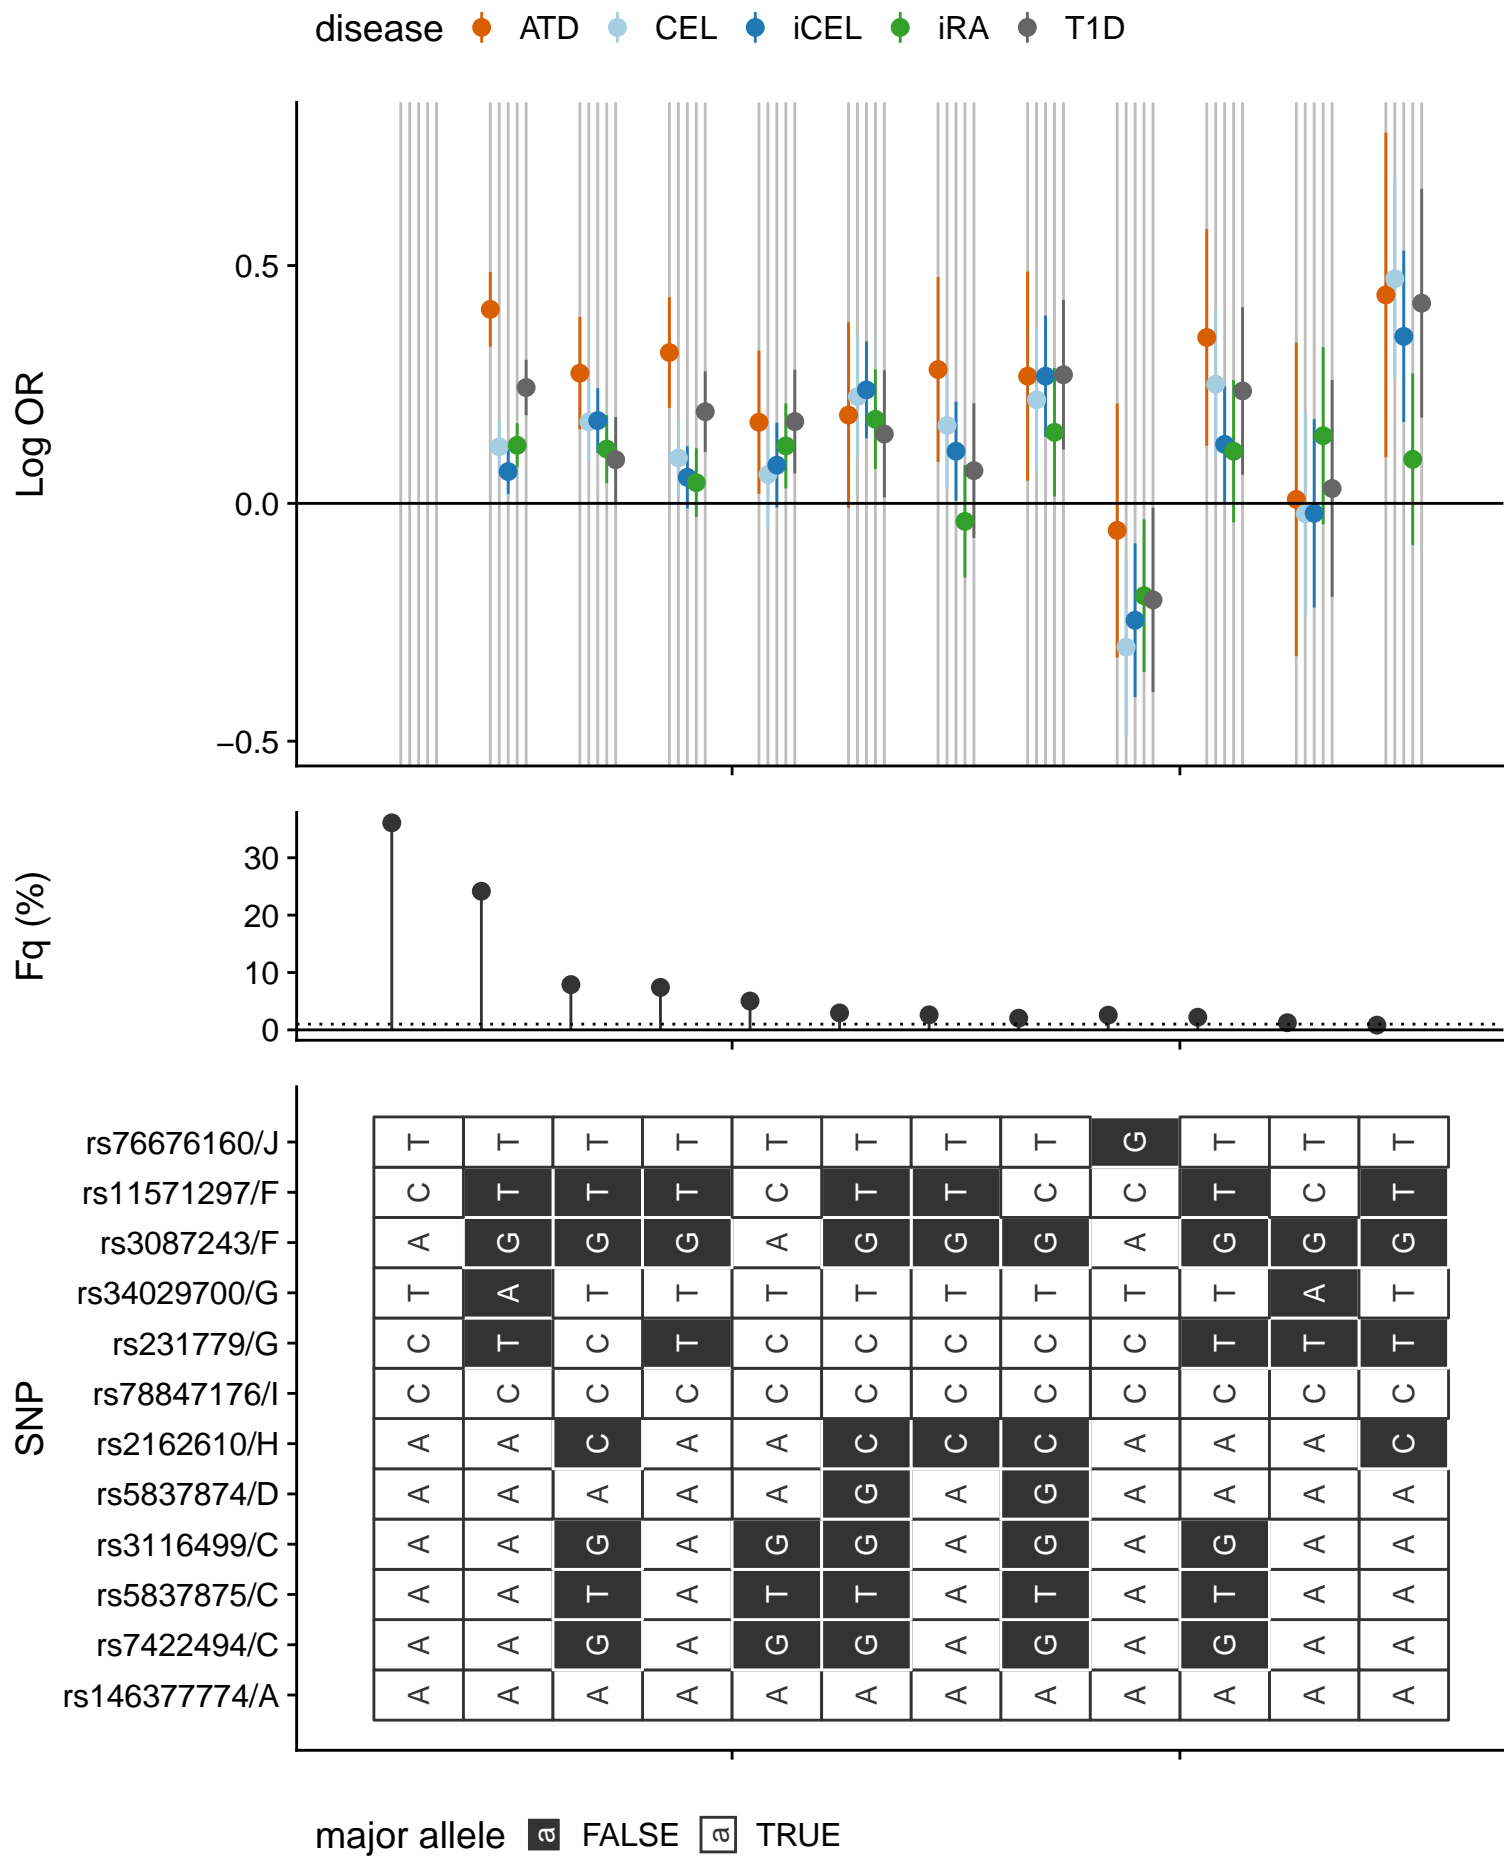 disease ATD CEL iCEL iRA T1D
Log OR
0.5
0.0
−0.5
Fq (%)
30
20
10
0
SNP
rs76676160/J T T T T T T T T G T T T
rs11571297/F C T T T C T T C C T C T
rs3087243/F A G G G A G G G A G G G
rs34029700/G T A T T T T T T T T A T
rs231779/G C T C T C C C C C T T T
rs78847176/I C C C C C C C C C C C C
rs2162610/H A A C A A C C C A A A C
rs5837874/D A A A A A G A G A A A A
rs3116499/C A A G A G G A G A G A A
rs5837875/C A A T A T T A T A T A A
rs7422494/C A A G A G G A G A G A A
rs146377774/A A A A A A A A A A A A A
major allele a FALSE a TRUE